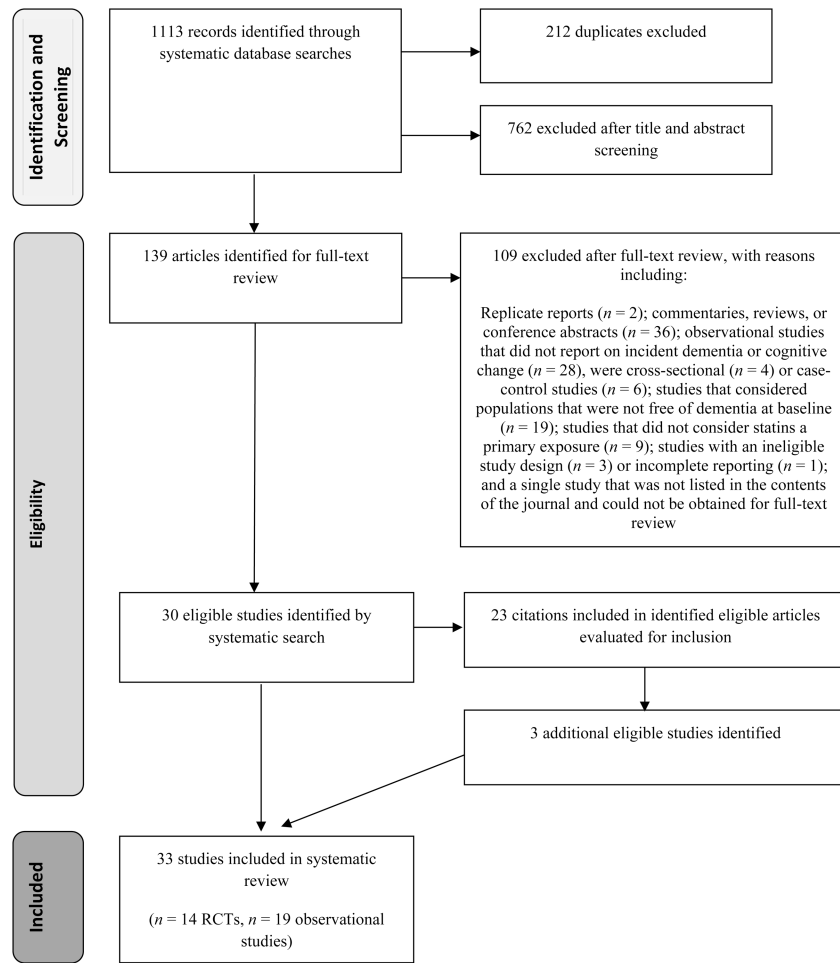 Identification and
Screening
1113 records identified through
systematic database searches
212 duplicates excluded
762 excluded after title and abstract
screening
Eligibility
139 articles identified for full-text
review
109 excluded after full-text review, with reasons
including:
Replicate reports (n = 2); commentaries, reviews, or
conference abstracts (n = 36); observational studies
that did not report on incident dementia or cognitive
change (n = 28), were cross-sectional (n = 4) or case-
control studies (n = 6); studies that considered
populations that were not free of dementia at baseline
(n = 19); studies that did not consider statins a
primary exposure (n = 9); studies with an ineligible
study design (n = 3) or incomplete reporting (n = 1);
and a single study that was not listed in the contents
of the journal and could not be obtained for full-text
review
30 eligible studies identified by
systematic search
23 citations included in identified eligible articles
evaluated for inclusion
3 additional eligible studies identified
Included
33 studies included in systematic
review
(n = 14 RCTs, n = 19 observational
studies)